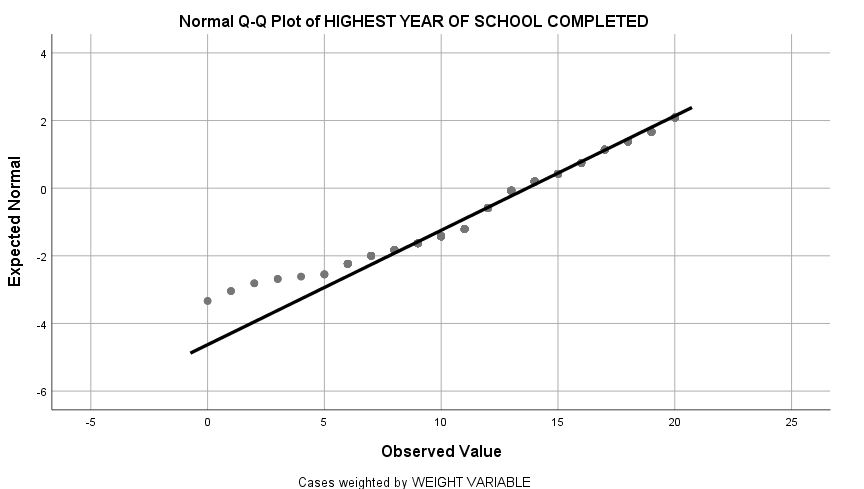 Normal Q-Q Plot of HIGHEST YEAR OF SCHOOL COMPLETED
Expected Normal
4
2
0
-2
-4
-6
-5 0 5 10 15 20 25
Observed Value
Cases weighted by WEIGHT VARIABLE